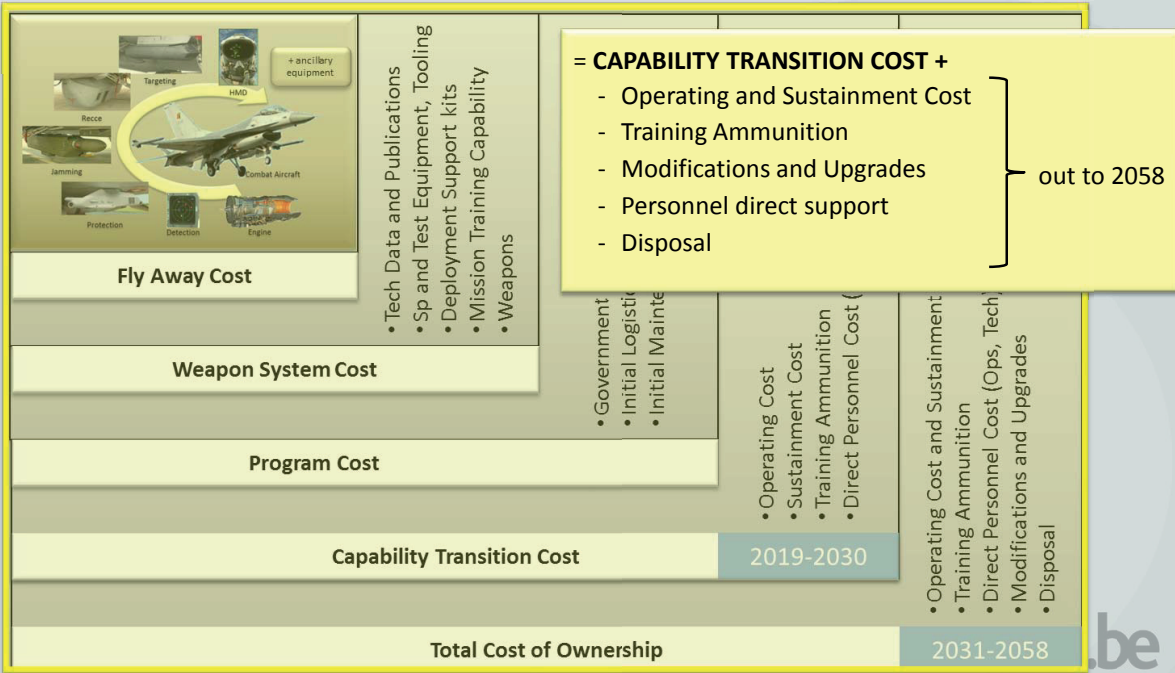 Targeting
HMD
+ ancillary
equipment
Recce
Jamming
Combat Aircraft
Protection
Detection
Engine
Fly Away Cost
• Tech Data and Publications
• Sp and Test Equipment, Tooling
• Deployment Support kits
• Mission Training Capability
• Weapons
Weapon System Cost
• Government
• Initial
• Initial
Program Cost
• Operating Cost
• Sustainment Cost
• Training Ammunition
• Direct Personnel Cost (
Capability Transition Cost
2019-2030
• Operating Cost and Sustainment
• Training Ammunition
• Direct Personnel Cost (Ops, Tech)
• Modifications and Upgrades
• Disposal
Total Cost of Ownership
2031-2058
= CAPABILITY TRANSITION COST +
- Operating and Sustainment Cost
- Training Ammunition
- Modifications and Upgrades
- Personnel direct support
- Disposal
out to 2058
.be